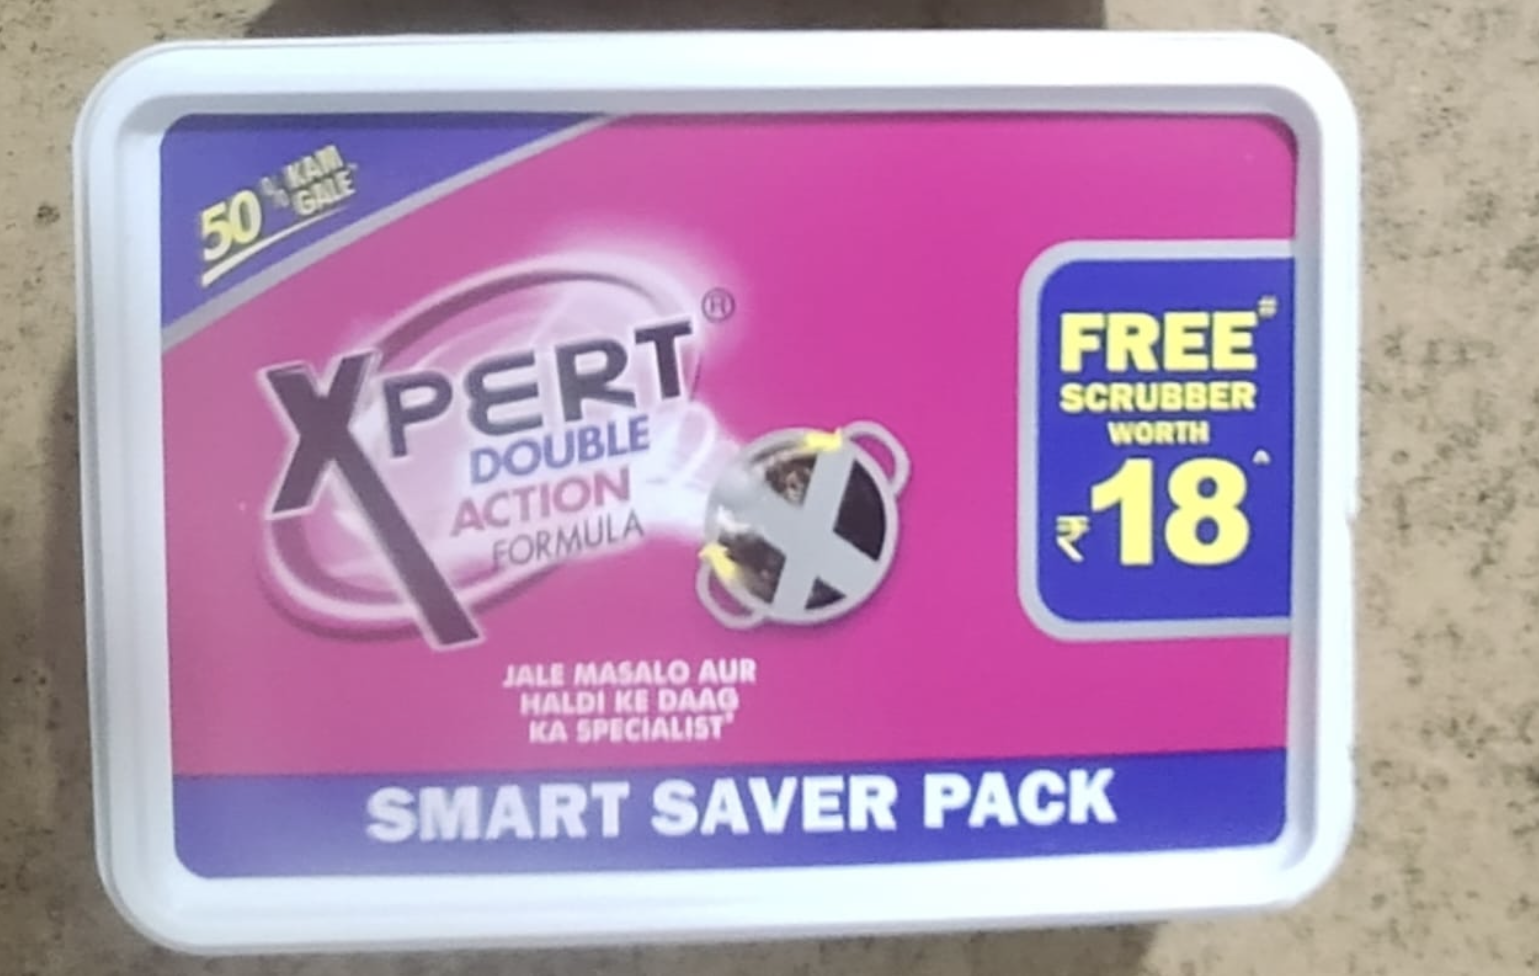 50% KAM
GALE~
XPERT®
DOUBLE
ACTION
FORMULA
JALE MASALO AUR
HALDI KE DAAG
KA SPECIALIST#
FREE#
SCRUBBER
WORTH
₹18^
SMART SAVER PACK